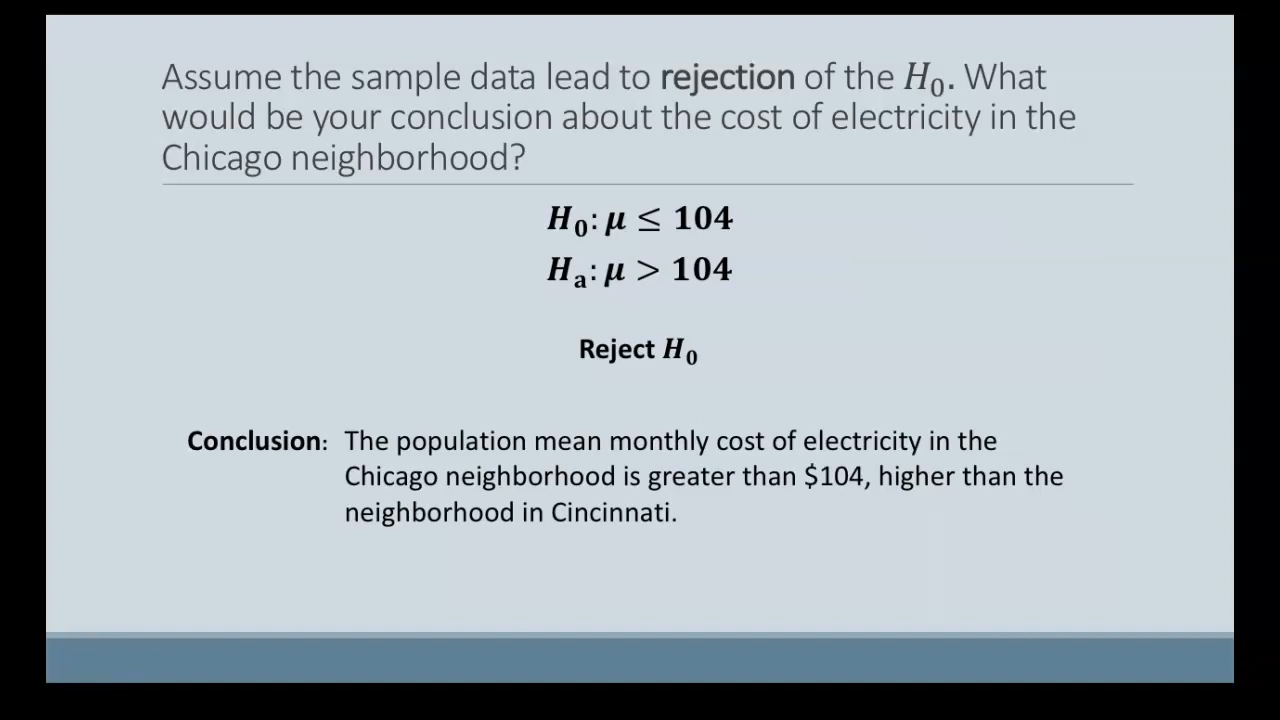 Assume the sample data lead to rejection of the H₀. What
would be your conclusion about the cost of electricity in the
Chicago neighborhood?
H₀: μ ≤ 104
Hₐ: μ > 104
Reject H₀
Conclusion: The population mean monthly cost of electricity in the
Chicago neighborhood is greater than $104, higher than the
neighborhood in Cincinnati.